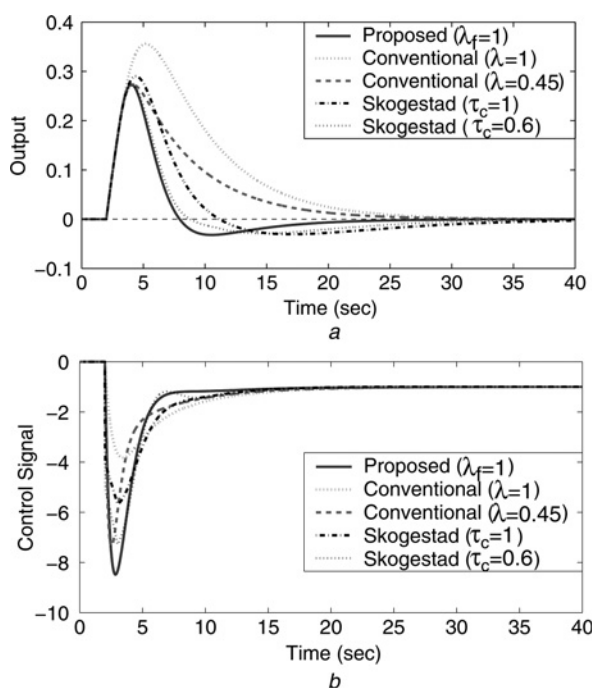 0.4
0.3
0.2
0.1
0
−0.1
Output
Proposed (λf=1)
Conventional (λ=1)
Conventional (λ=0.45)
Skogestad (τc=1)
Skogestad ( τc=0.6)
0 5 10 15 20 25 30 35 40
Time (sec)
a
0
−2
−4
−6
−8
−10
Control Signal
Proposed (λf=1)
Conventional (λ=1)
Conventional (λ=0.45)
Skogestad (τc=1)
Skogestad (τc=0.6)
0 5 10 15 20 25 30 35 40
Time (sec)
b